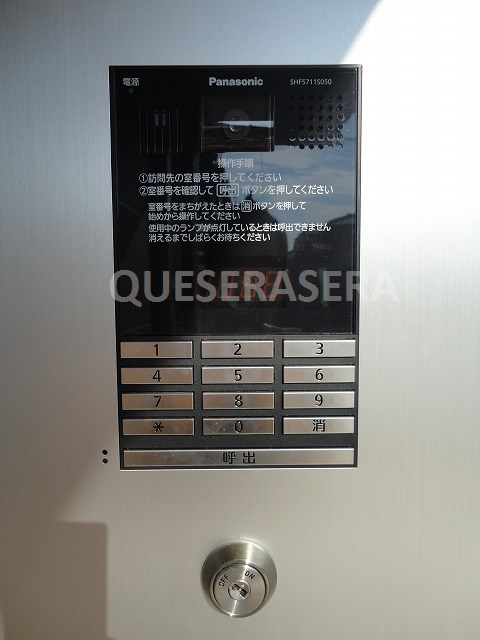 電源 Panasonic SHF5711S050
操作手順
①訪問先の室番号を押してください
②室番号を確認して 呼出 ボタンを押してください
室番号をまちがえたときは 消 ボタンを押して
始めから操作してください
使用中のランプが点灯しているときは呼出できません
消えるまでしばらくお待ちください
QUESERASERA
1 2 3
4 5 6
7 8 9
* 0 消
呼出
OFF ON